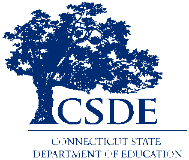 CSDE
CONNECTICUT STATE
DEPARTMENT OF EDUCATION